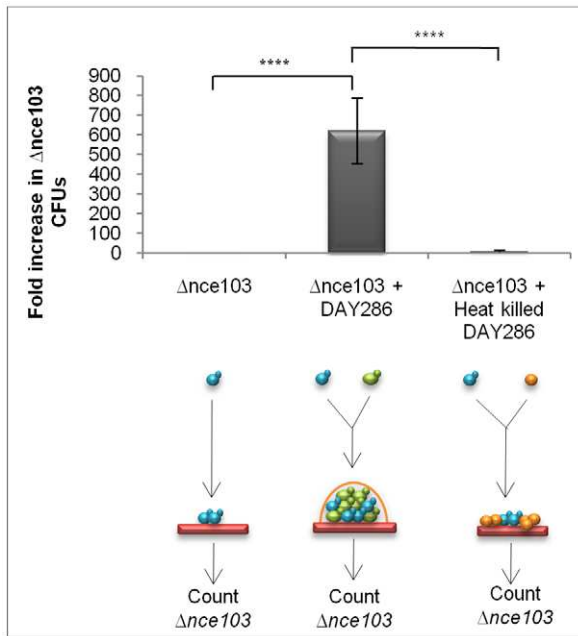 ****
****
Fold increase in Δnce103
CFUs
900
800
700
600
500
400
300
200
100
0
Δnce103
Δnce103 +
DAY286
Δnce103 +
Heat killed
DAY286
Count
Δnce103
Count
Δnce103
Count
Δnce103